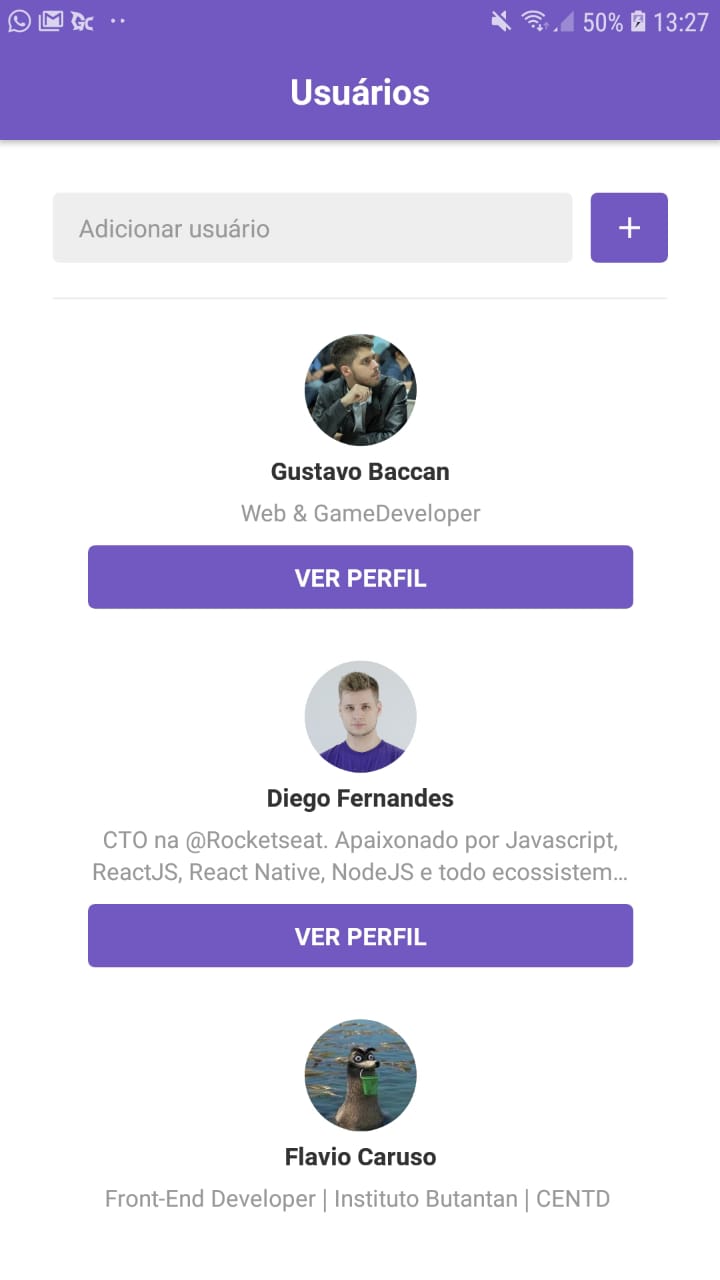 50% 13:27
Usuários
Adicionar usuário
+
Gustavo Baccan
Web & GameDeveloper
VER PERFIL
Diego Fernandes
CTO na @Rocketseat. Apaixonado por Javascript,
ReactJS, React Native, NodeJS e todo ecossistem...
VER PERFIL
Flavio Caruso
Front-End Developer | Instituto Butantan | CENTD